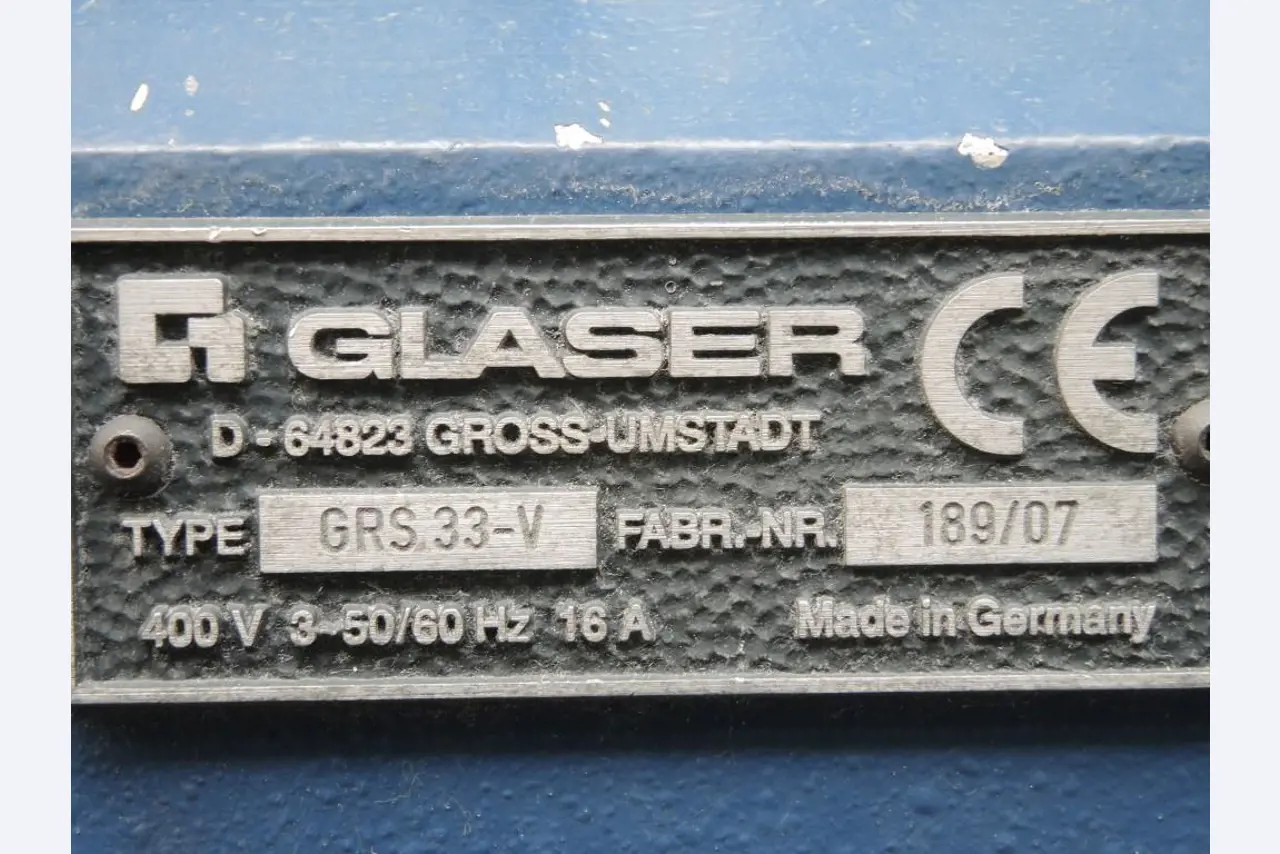 GLASER CE
D - 64823 GROSS-UMSTADT
TYPE GRS.33-V FABR.-NR. 189/07
400 V 3~50/60 Hz 16 A Made in Germany